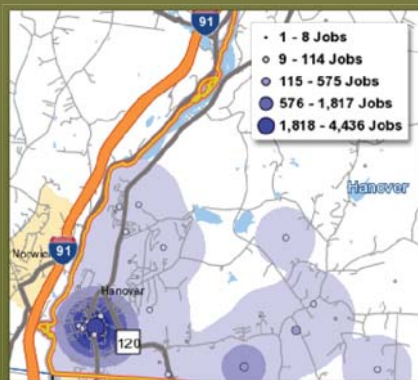 91
1 - 8 Jobs
9 - 114 Jobs
115 - 575 Jobs
576 - 1,817 Jobs
1,818 - 4,436 Jobs
Hanover
91
Norwich
Hanover
120